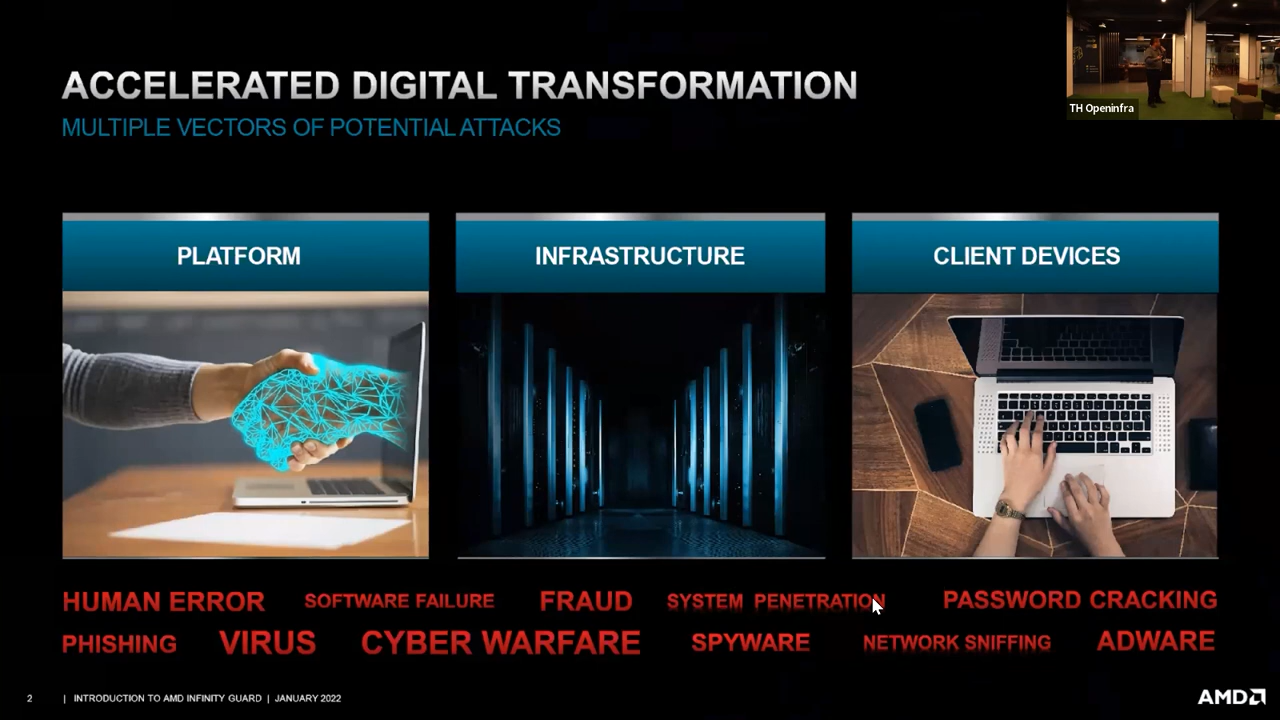 ACCELERATED DIGITAL TRANSFORMATION
MULTIPLE VECTORS OF POTENTIAL ATTACKS
TH Openinfra
PLATFORM
INFRASTRUCTURE
CLIENT DEVICES
HUMAN ERROR SOFTWARE FAILURE FRAUD SYSTEM PENETRATION PASSWORD CRACKING
PHISHING VIRUS CYBER WARFARE SPYWARE NETWORK SNIFFING ADWARE
2 | INTRODUCTION TO AMD INFINITY GUARD | JANUARY 2022
AMD